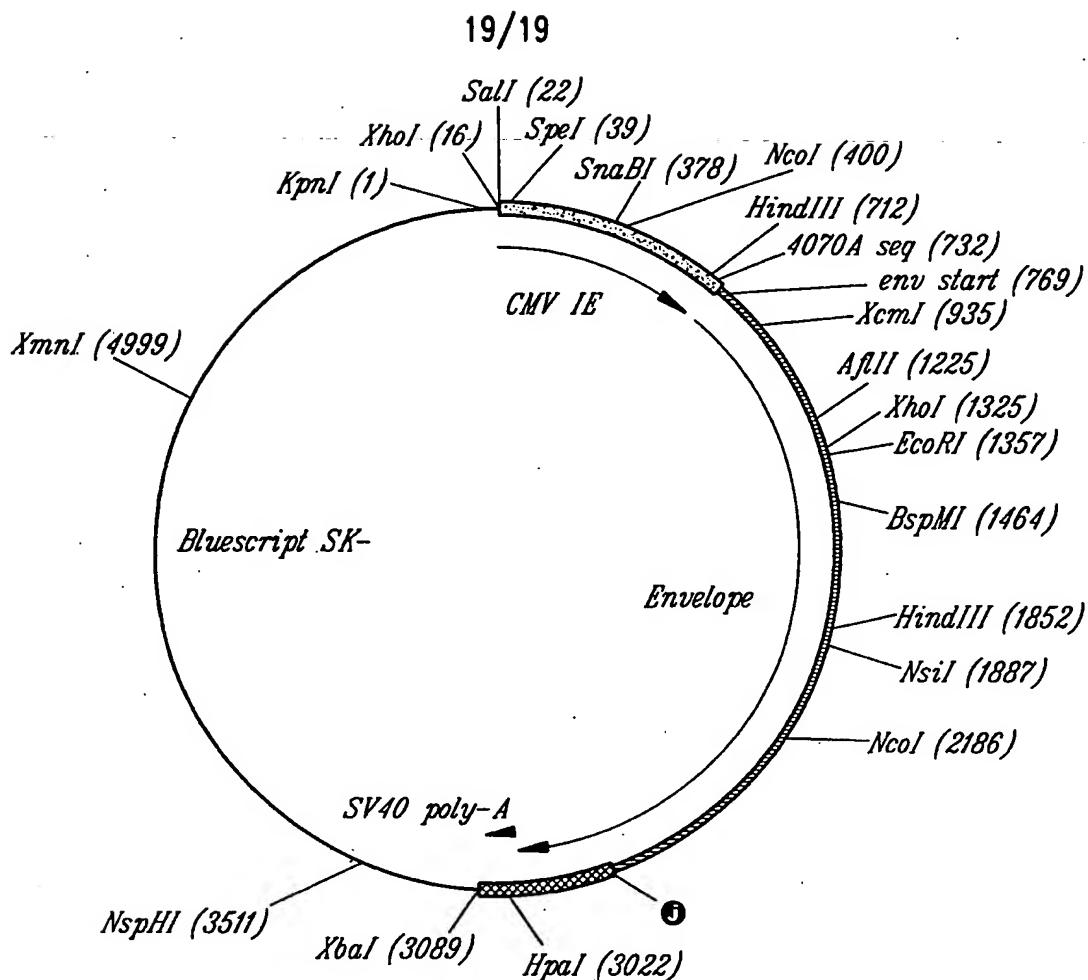 19/19
SalI (22)
XhoI (16)
SpeI (39)
KpnI (1)
SnaBI (378)
NcoI (400)
HindIII (712)
4070A seq (732)
env start (769)
CMV IE
XcmI (935)
XmnI (4999)
AflII (1225)
XhoI (1325)
EcoRI (1357)
BspMI (1464)
Bluescript SK-
Envelope
HindIII (1852)
NsiI (1887)
NcoI (2186)
SV40 poly-A
j
NspHI (3511)
XbaI (3089)
HpaI (3022)